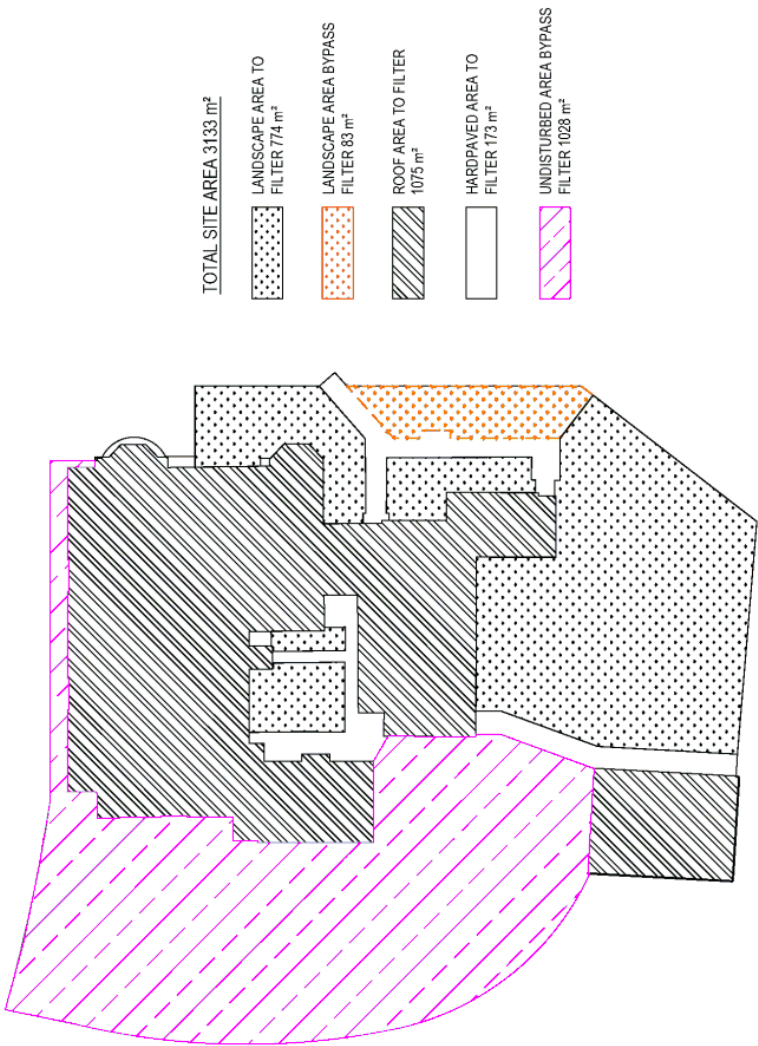 TOTAL SITE AREA 3133 m²
LANDSCAPE AREA TO
FILTER 774 m²
LANDSCAPE AREA BYPASS
FILTER 83 m²
ROOF AREA TO FILTER
1075 m²
HARDPAVED AREA TO
FILTER 173 m²
UNDISTURBED AREA BYPASS
FILTER 1028 m²